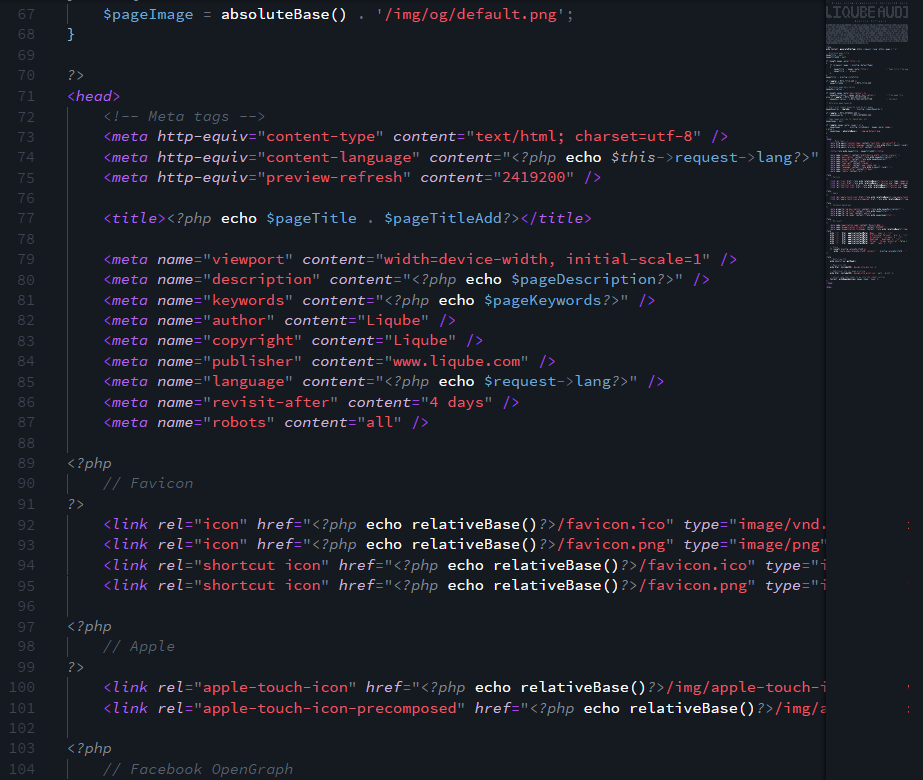 67 $pageImage = absoluteBase() . '/img/og/default.png';
68 }
69
70 ?>
71 <head>
72 <!-- Meta tags -->
73 <meta http-equiv="content-type" content="text/html; charset=utf-8" />
74 <meta http-equiv="content-language" content="<?php echo $this->request->lang?>"
75 <meta http-equiv="preview-refresh" content="2419200" />
76
77 <title><?php echo $pageTitle . $pageTitleAdd?></title>
78
79 <meta name="viewport" content="width=device-width, initial-scale=1" />
80 <meta name="description" content="<?php echo $pageDescription?>" />
81 <meta name="keywords" content="<?php echo $pageKeywords?>" />
82 <meta name="author" content="Liqube" />
83 <meta name="copyright" content="Liqube" />
84 <meta name="publisher" content="www.liqube.com" />
85 <meta name="language" content="<?php echo $request->lang?>" />
86 <meta name="revisit-after" content="4 days" />
87 <meta name="robots" content="all" />
88
89 <?php
90 // Favicon
91 ?>
92 <link rel="icon" href="<?php echo relativeBase()?>/favicon.ico" type="image/vnd.
93 <link rel="icon" href="<?php echo relativeBase()?>/favicon.png" type="image/png"
94 <link rel="shortcut icon" href="<?php echo relativeBase()?>/favicon.ico" type="i
95 <link rel="shortcut icon" href="<?php echo relativeBase()?>/favicon.png" type="i
96
97 <?php
98 // Apple
99 ?>
100 <link rel="apple-touch-icon" href="<?php echo relativeBase()?>/img/apple-touch-i
101 <link rel="apple-touch-icon-precomposed" href="<?php echo relativeBase()?>/img/a
102
103 <?php
104 // Facebook OpenGraph
LIQUBE AUD